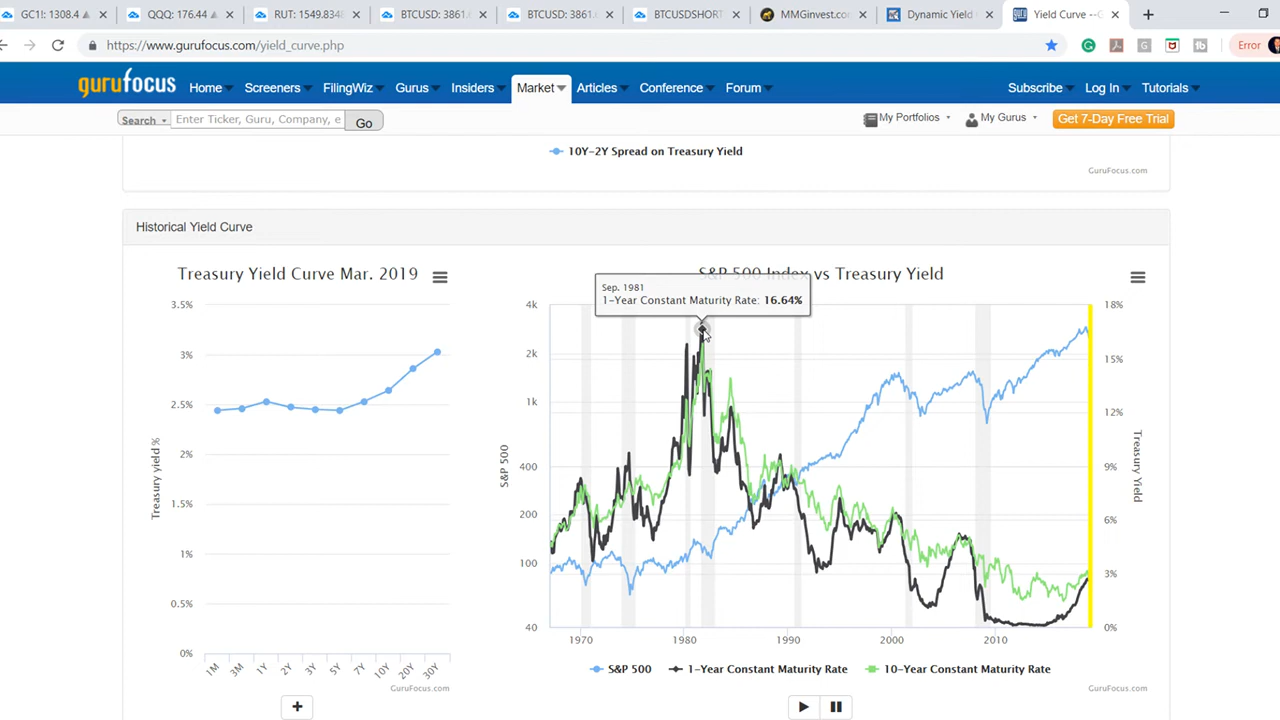 GC1I: 1308.4
QQQ: 176.44
RUT: 1549.834
BTCUSD: 3861.
BTCUSD: 3861.
BTCUSDSHORT
MMGinvest.co
Dynamic Yield
Yield Curve --G
https://www.gurufocus.com/yield_curve.php
Error
gurufocus
Home
Screeners
FilingWiz
Gurus
Insiders
Market
Articles
Conference
Forum
Subscribe
Log In
Tutorials
Search
Enter Ticker, Guru, Company, e
Go
My Portfolios
My Gurus
Get 7-Day Free Trial
10Y-2Y Spread on Treasury Yield
GuruFocus.com
Historical Yield Curve
Treasury Yield Curve Mar. 2019
3.5%
3%
2.5%
2%
1.5%
1%
0.5%
0%
Treasury yield %
1M
3M
1Y
2Y
3Y
5Y
7Y
10Y
20Y
30Y
GuruFocus.com
S&P 500 Index vs Treasury Yield
Sep. 1981
1-Year Constant Maturity Rate: 16.64%
4k
2k
1k
400
200
100
40
S&P 500
18%
15%
12%
9%
6%
3%
0%
Treasury Yield
1970
1980
1990
2000
2010
S&P 500
1-Year Constant Maturity Rate
10-Year Constant Maturity Rate
GuruFocus.com